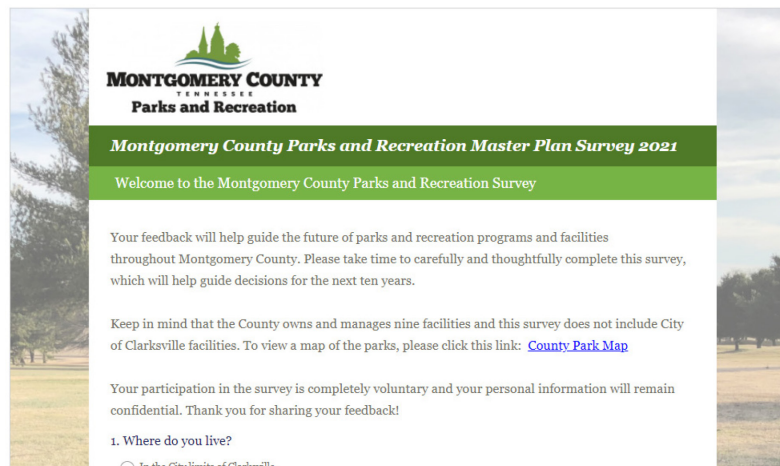 MONTGOMERY COUNTY
TENNESSEE
Parks and Recreation
Montgomery County Parks and Recreation Master Plan Survey 2021
Welcome to the Montgomery County Parks and Recreation Survey
Your feedback will help guide the future of parks and recreation programs and facilities
throughout Montgomery County. Please take time to carefully and thoughtfully complete this survey,
which will help guide decisions for the next ten years.
Keep in mind that the County owns and manages nine facilities and this survey does not include City
of Clarksville facilities. To view a map of the parks, please click this link: County Park Map
Your participation in the survey is completely voluntary and your personal information will remain
confidential. Thank you for sharing your feedback!
1. Where do you live?
In the City limits of Clarksville